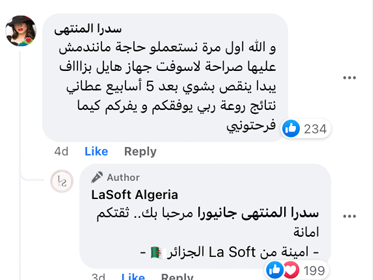 سدرا المنتهى
و الله اول مرة نستعملو حاجة مانندمش
عليها صراحة لاسوفت جهاز هايل بزاااف
يبدا ينقص بشوي بعد 5 أسابيع عطاني
نتائج روعة ربي يوفقكم و يفركم كيما
فرحتوني
234
4d Like Reply
Author
LaSoft Algeria
سدرا المنتهى جانيورا مرحبا بك.. ثقتكم
امانة
- امينة من La Soft الجزائر 🇩🇿 -
199
3d Like Reply